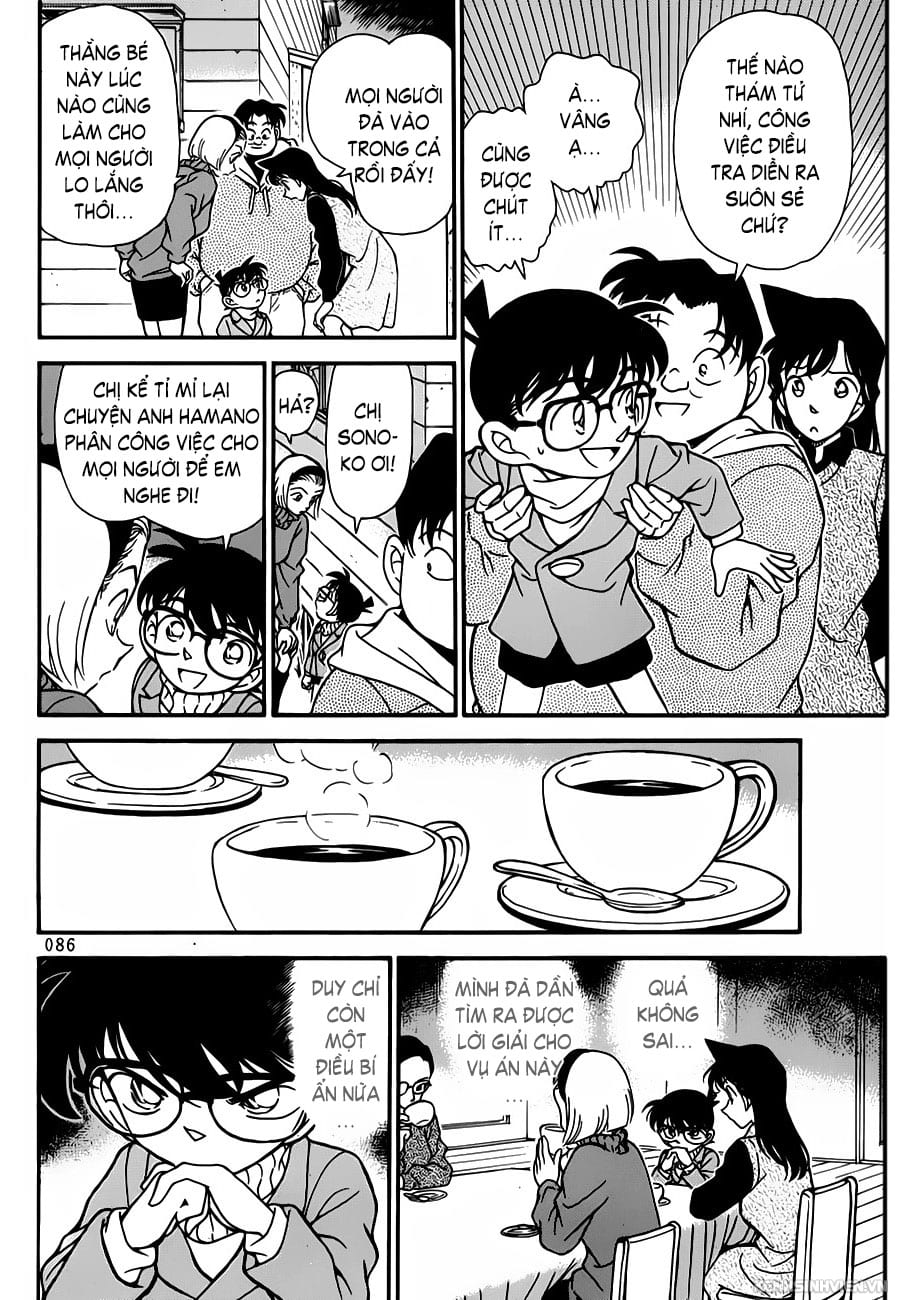 THẾ NÀO
THÁM TỬ
NHÍ, CÔNG
VIỆC ĐIỀU
TRA DIỄN RA
SUÔN SẺ
CHỨ?
À...
VÂNG
Ạ...
CŨNG
ĐƯỢC
CHÚT
ÍT...
MỌI NGƯỜI
ĐÃ VÀO
TRONG CẢ
RỒI ĐẤY!
THẰNG BÉ
NÀY LÚC
NÀO CŨNG
LÀM CHO
MỌI NGƯỜI
LO LẮNG
THÔI...
CHỊ
SONO-
KO ƠI!
HẢ?
CHỊ KỂ TỈ MỈ LẠI
CHUYỆN ANH HAMANO
PHÂN CÔNG VIỆC CHO
MỌI NGƯỜI ĐỂ EM
NGHE ĐI!
086
QUẢ
KHÔNG
SAI...
MÌNH ĐÃ DẦN
TÌM RA ĐƯỢC
LỜI GIẢI CHO
VỤ ÁN NÀY
...
DUY CHỈ
CÒN
MỘT
ĐIỀU BÍ
ẨN NỮA
...
KENHSINHVIEN.VN